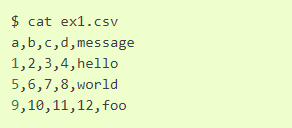 $ cat ex1.csv
a,b,c,d,message
1,2,3,4,hello
5,6,7,8,world
9,10,11,12,foo